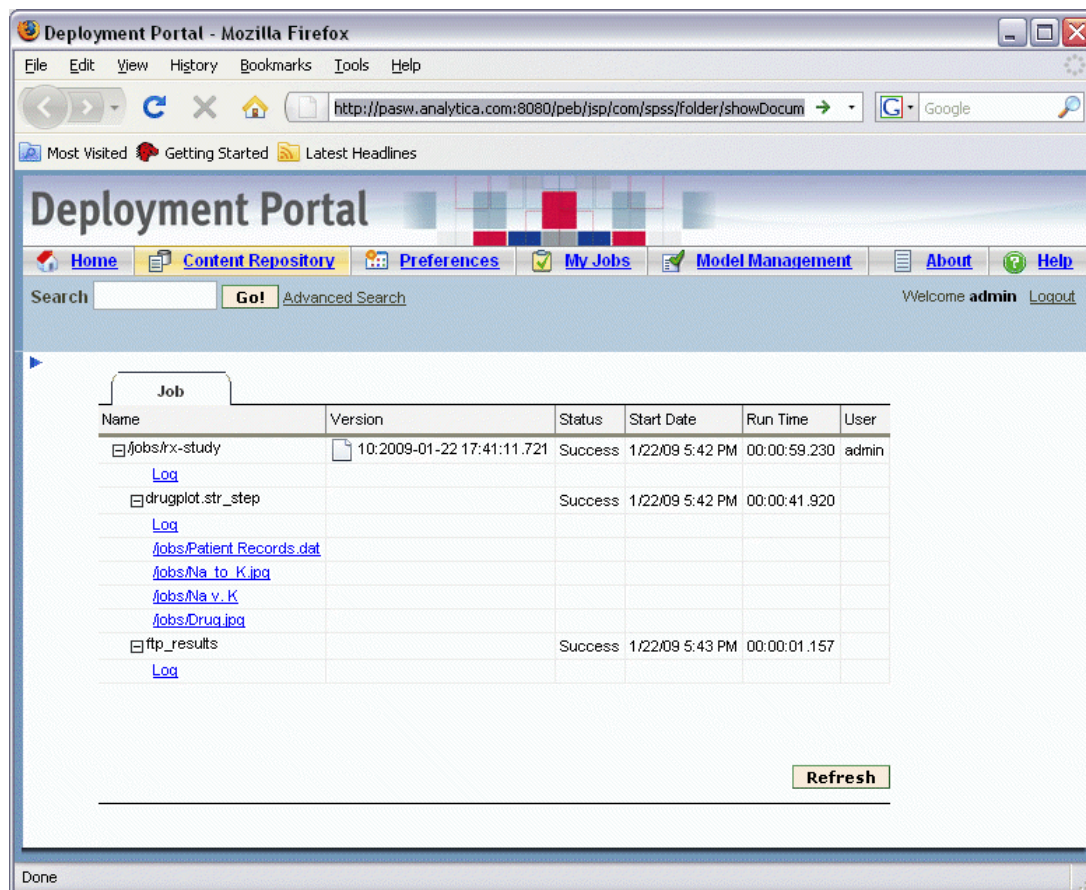 Deployment Portal - Mozilla Firefox
File Edit View History Bookmarks Tools Help
http://pasw.analytica.com:8080/peb/jsp/com/spss/folder/showDocum G Google
Most Visited Getting Started Latest Headlines
Deployment Portal
Home Content Repository Preferences My Jobs Model Management About Help
Search Go! Advanced Search Welcome admin Logout
Job
Name Version Status Start Date Run Time User
/jobs/rx-study 10:2009-01-22 17:41:11.721 Success 1/22/09 5:42 PM 00:00:59.230 admin
Log
drugplot.str_step Success 1/22/09 5:42 PM 00:00:41.920
Log
/jobs/Patient Records.dat
/jobs/Na_to_K.jpg
/jobs/Na v. K
/jobs/Drug.jpg
ftp_results Success 1/22/09 5:43 PM 00:00:01.157
Log
Refresh
Done